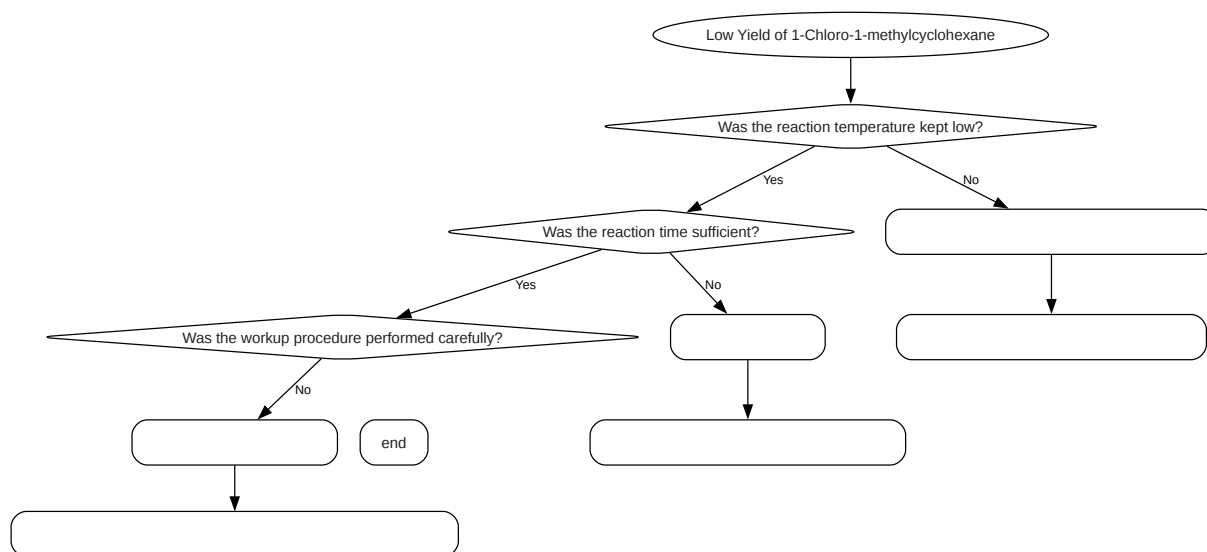 Low Yield of 1-Chloro-1-methylcyclohexane
Was the reaction temperature kept low?
Yes
No
Was the reaction time sufficient?
Yes
No
Was the workup procedure performed carefully?
No
end